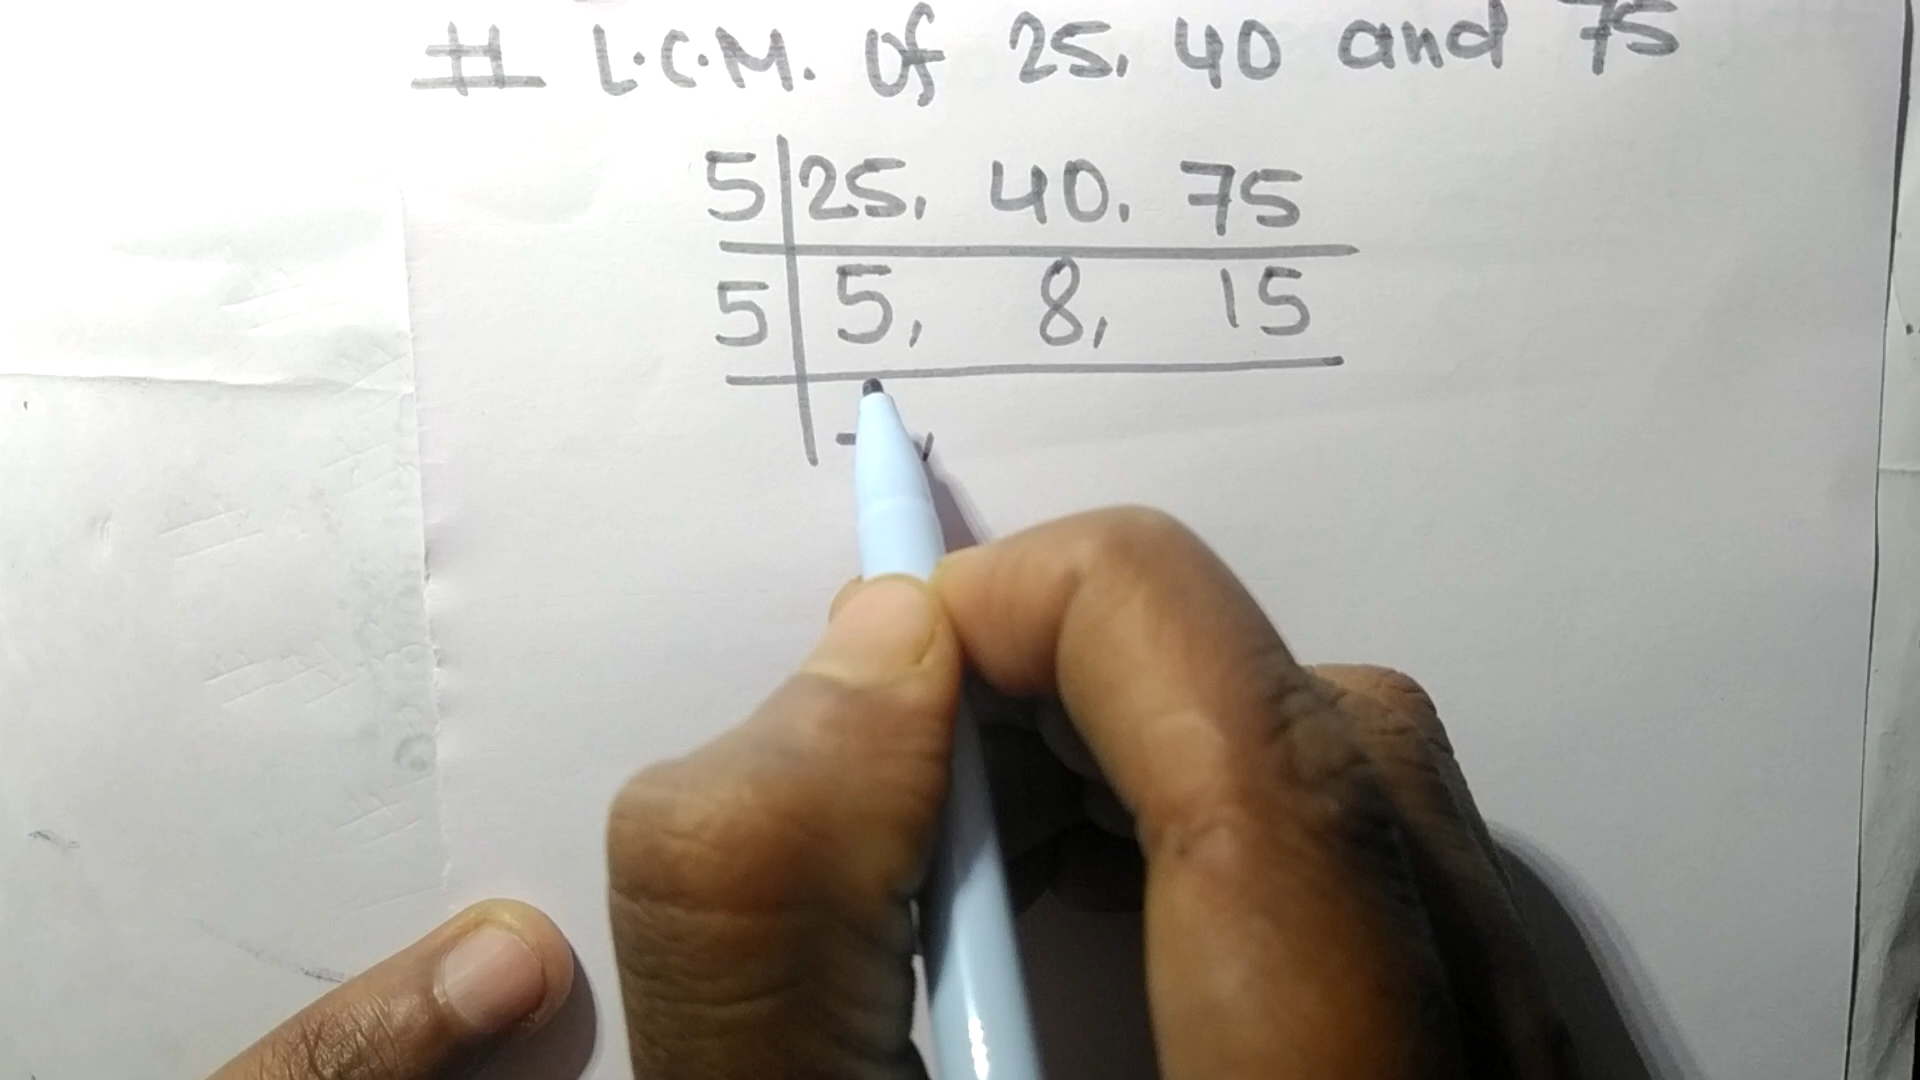 # L.C.M. of 25, 40 and 75
5 | 25, 40, 75
5 | 5, 8, 15
,